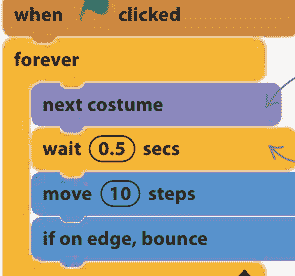 when clicked
forever
next costume
wait 0.5 secs
move 10 steps
if on edge, bounce